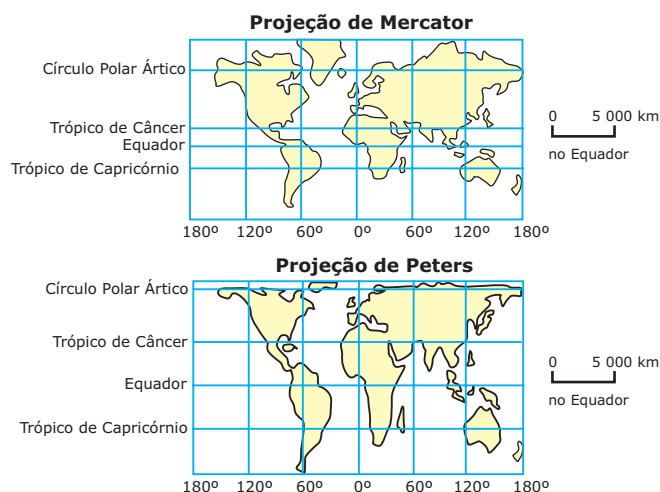 Projeção de Mercator
Círculo Polar Ártico
Trópico de Câncer
Equador
Trópico de Capricórnio
0 5 000 km
no Equador
180º 120º 60º 0º 60º 120º 180º
Projeção de Peters
Círculo Polar Ártico
Trópico de Câncer
Equador
Trópico de Capricórnio
0 5 000 km
no Equador
180º 120º 60º 0º 60º 120º 180º